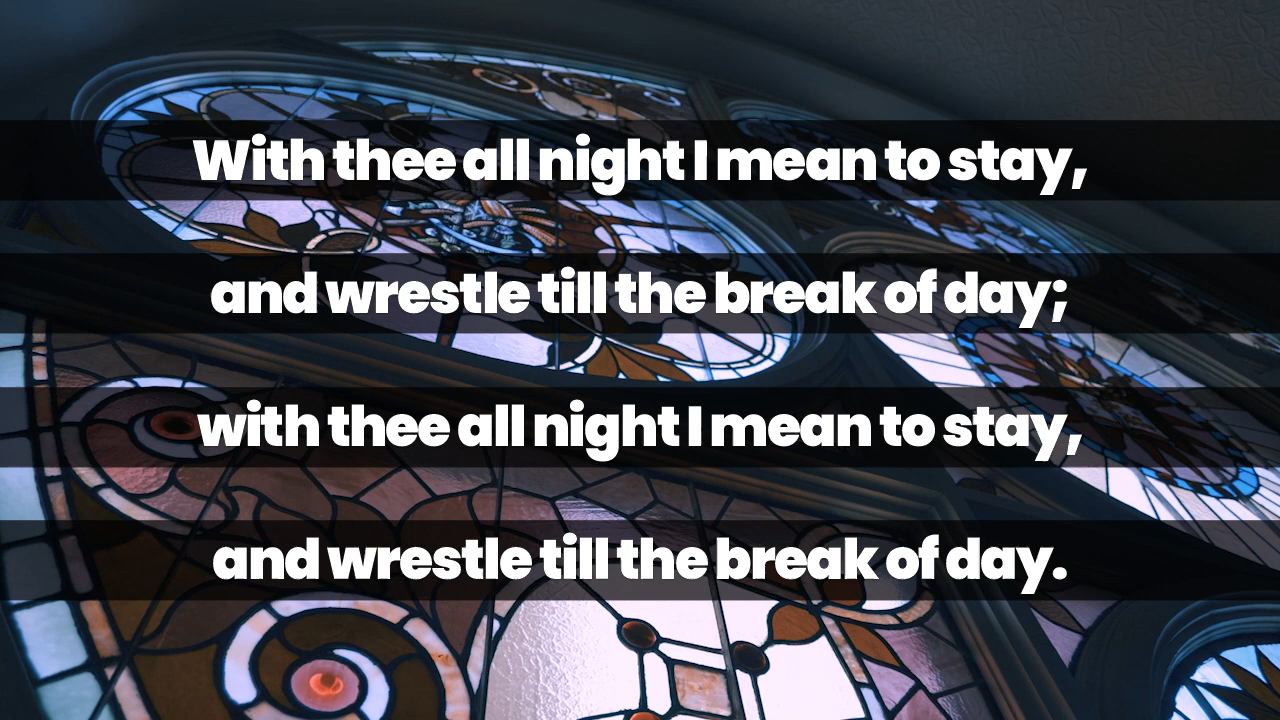 With thee all night I mean to stay,
and wrestle till the break of day;
with thee all night I mean to stay,
and wrestle till the break of day.